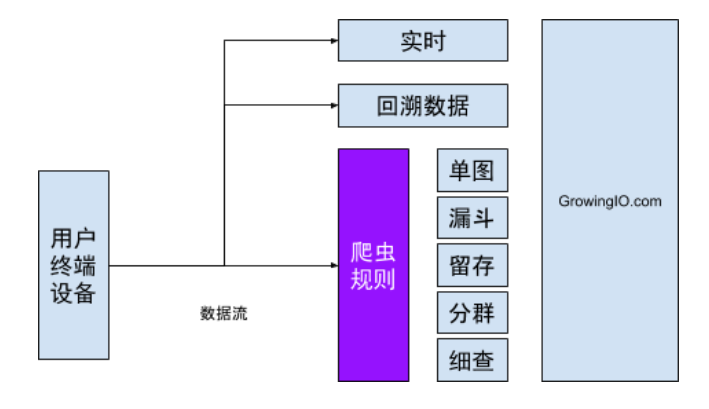 实时
回溯数据
用户
终端
设备
数据流
爬虫
规则
单图
漏斗
留存
分群
细查
GrowingIO.com